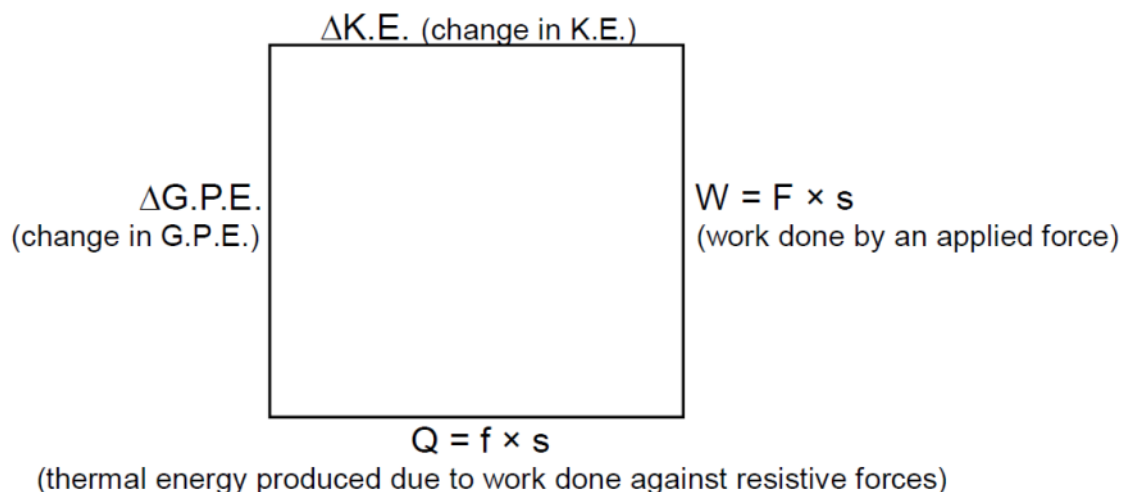 ΔK.E. (change in K.E.)
ΔG.P.E.
(change in G.P.E.)
W = F × s
(work done by an applied force)
Q = f × s
(thermal energy produced due to work done against resistive forces)